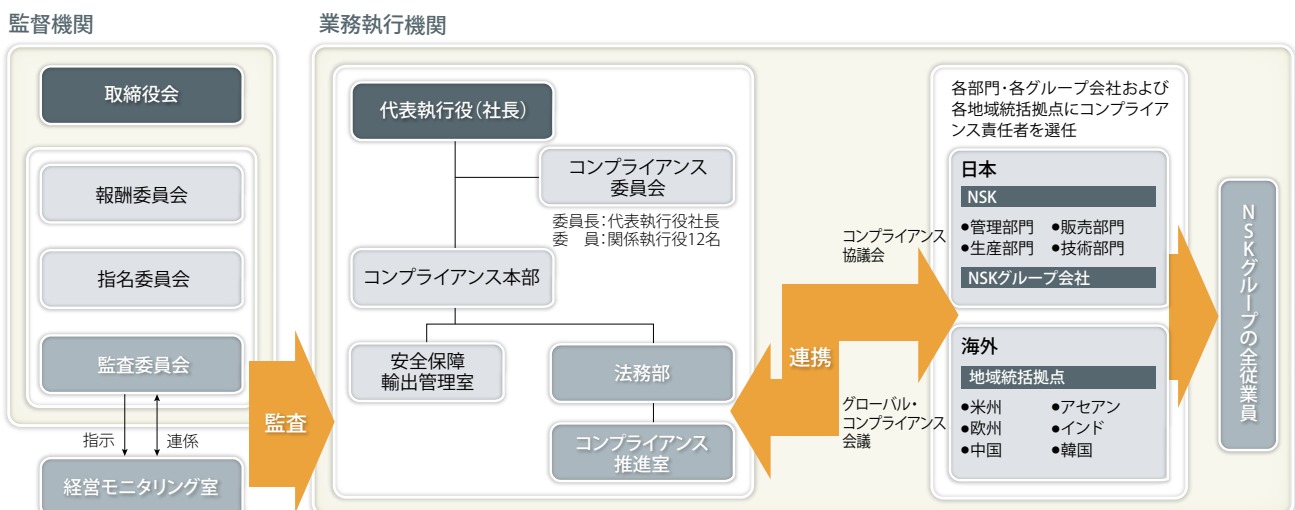 監督機関
取締役会
報酬委員会
指名委員会
監査委員会
指示
連係
経営モニタリング室
監査
業務執行機関
代表執行役（社長）
コンプライアンス
委員会
委員長：代表執行役社長
委　員：関係執行役12名
コンプライアンス本部
安全保障
輸出管理室
法務部
コンプライアンス
推進室
コンプライアンス
協議会
連携
グローバル・
コンプライアンス
会議
各部門・各グループ会社および
各地域統括拠点にコンプライア
ンス責任者を選任
日本
NSK
●管理部門 ●販売部門
●生産部門 ●技術部門
NSKグループ会社
海外
地域統括拠点
●米州 ●アセアン
●欧州 ●インド
●中国 ●韓国
NSKグループの全従業員